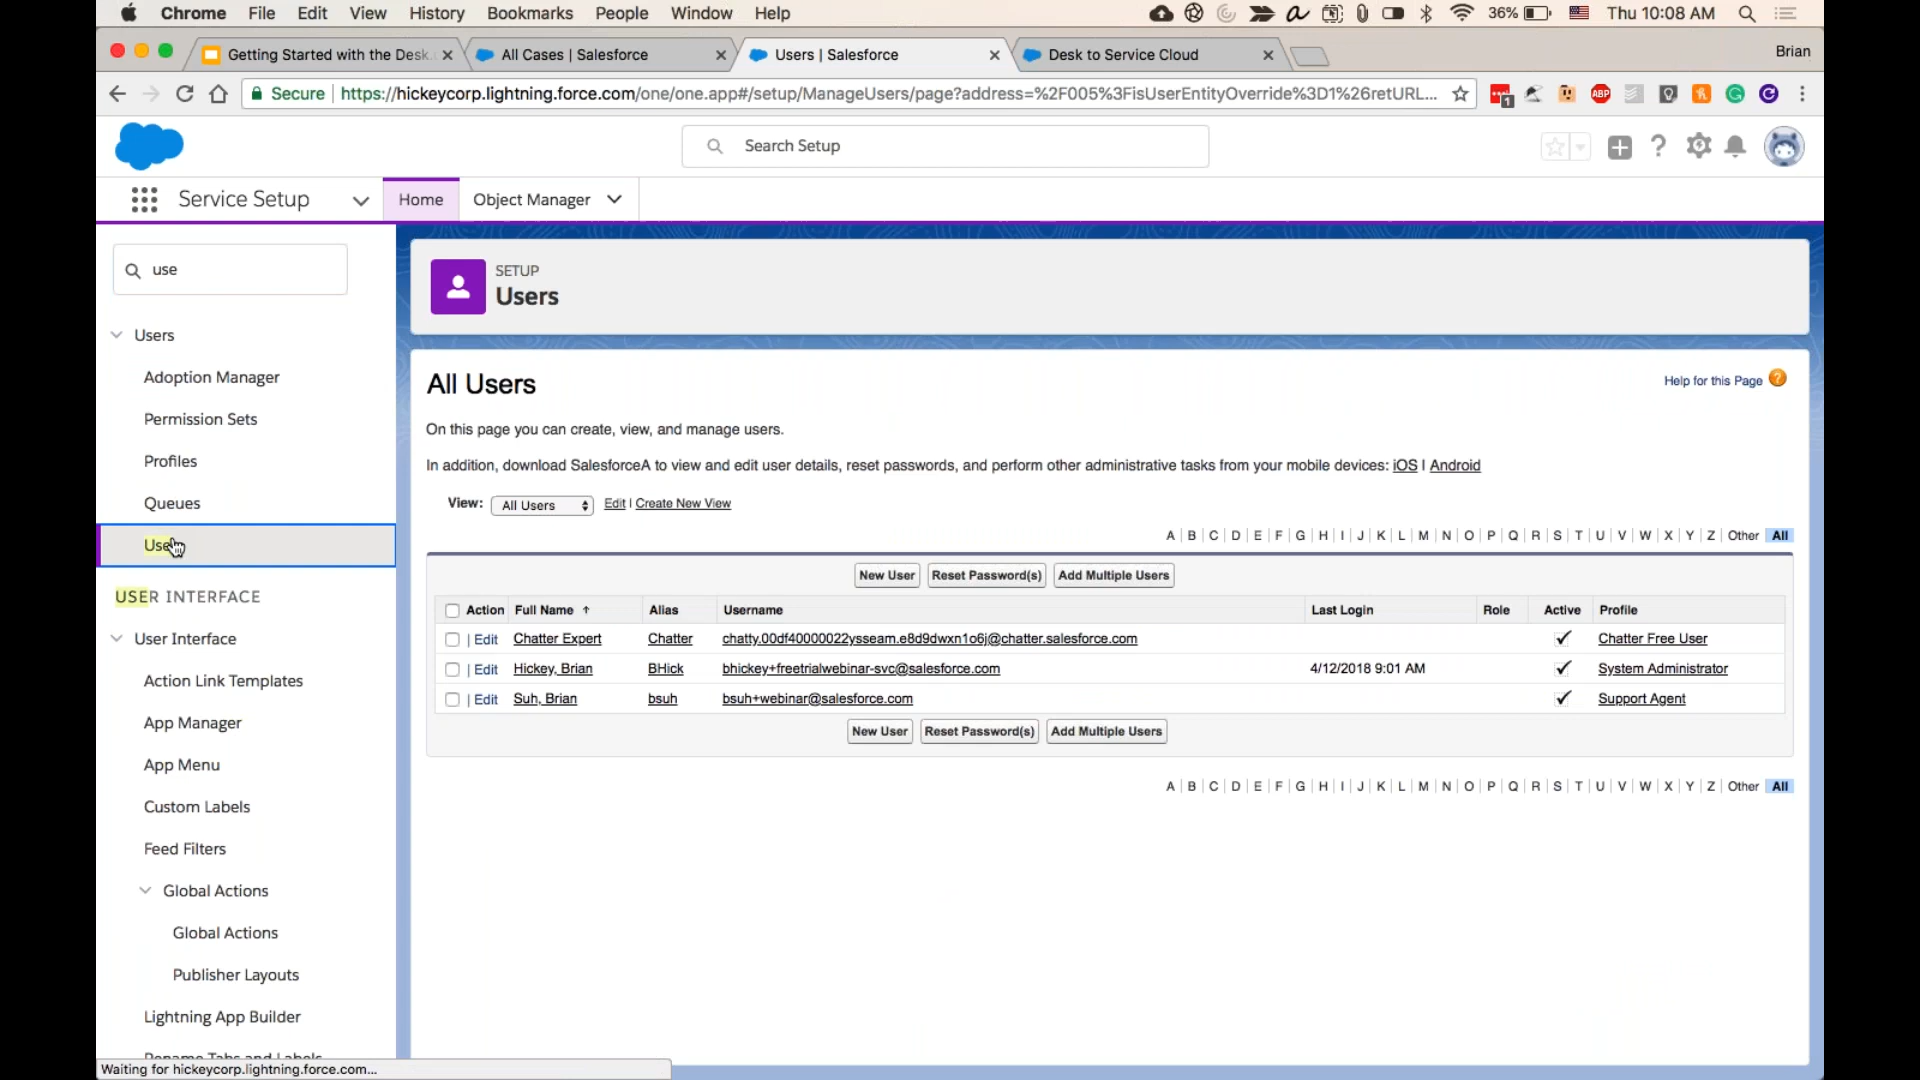 Chrome File Edit View History Bookmarks People Window Help 36% Thu 10:08 AM
Getting Started with the Desk. All Cases | Salesforce Users | Salesforce Desk to Service Cloud Brian
Secure https://hickeycorp.lightning.force.com/one/one.app#/setup/ManageUsers/page?address=%2F005%3FisUserEntityOverride%3D1%26retURL... 1 ABP
Search Setup
Service Setup Home Object Manager
use
Users
Adoption Manager
Permission Sets
Profiles
Queues
USER INTERFACE
User Interface
Action Link Templates
App Manager
App Menu
Custom Labels
Feed Filters
Global Actions
Global Actions
Publisher Layouts
Lightning App Builder
Rename Tabs and Labels
Waiting for hickeycorp.lightning.force.com...
SETUP
Users
All Users
Help for this Page ?
On this page you can create, view, and manage users.
In addition, download SalesforceA to view and edit user details, reset passwords, and perform other administrative tasks from your mobile devices: iOS | Android
View: All Users Edit | Create New View
A | B | C | D | E | F | G | H | I | J | K | L | M | N | O | P | Q | R | S | T | U | V | W | X | Y | Z | Other All
New User Reset Password(s) Add Multiple Users
Action Full Name Alias Username Last Login Role Active Profile
| Edit Chatter Expert Chatter chatty.00df40000022ysseam.e8d9dwxn1o6j@chatter.salesforce.com Chatter Free User
| Edit Hickey, Brian BHick bhickey+freetrialwebinar-svc@salesforce.com 4/12/2018 9:01 AM System Administrator
| Edit Suh, Brian bsuh bsuh+webinar@salesforce.com Support Agent
New User Reset Password(s) Add Multiple Users
A | B | C | D | E | F | G | H | I | J | K | L | M | N | O | P | Q | R | S | T | U | V | W | X | Y | Z | Other All